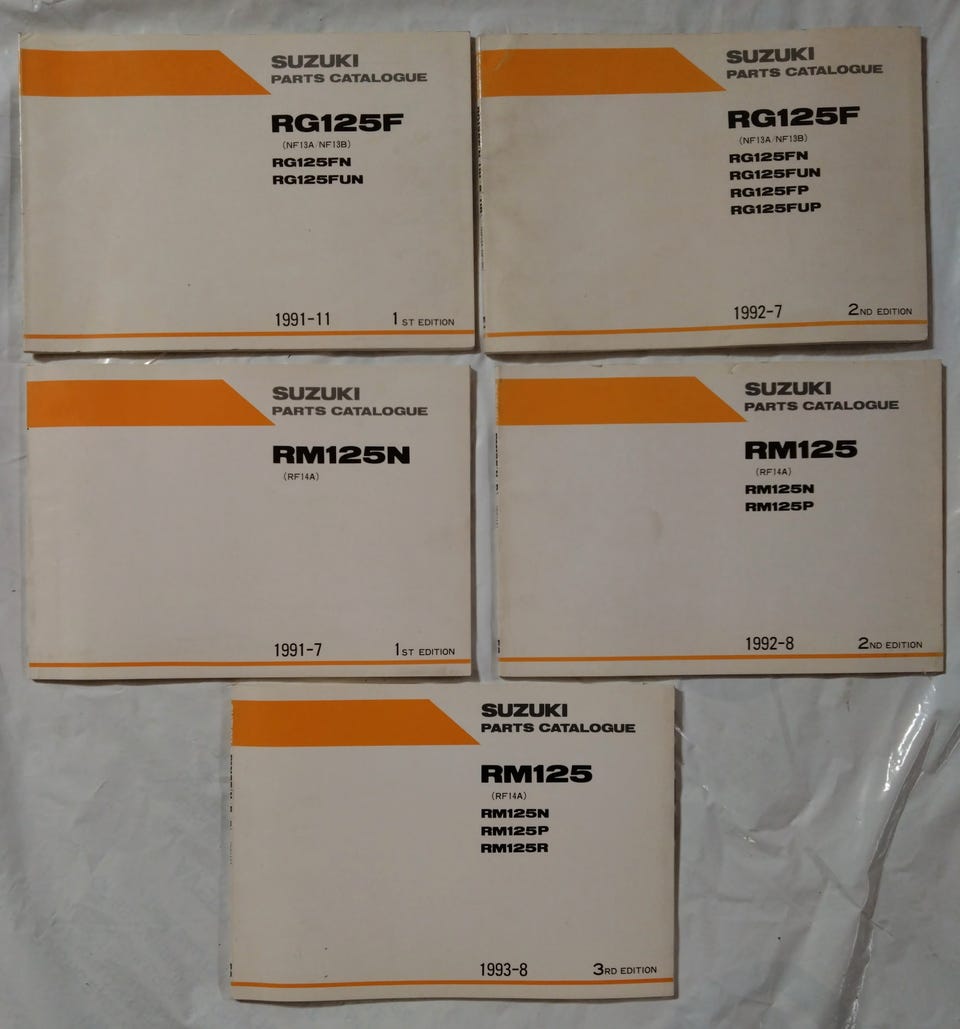 SUZUKI
PARTS CATALOGUE
RG125F
(NF13A/NF13B)
RG125FN
RG125FUN
1991-11 1ST EDITION
SUZUKI
PARTS CATALOGUE
RG125F
(NF13A/NF13B)
RG125FN
RG125FUN
RG125FP
RG125FUP
1992-7 2ND EDITION
SUZUKI
PARTS CATALOGUE
RM125N
(RF14A)
1991-7 1ST EDITION
SUZUKI
PARTS CATALOGUE
RM125
(RF14A)
RM125N
RM125P
1992-8 2ND EDITION
SUZUKI
PARTS CATALOGUE
RM125
(RF14A)
RM125N
RM125P
RM125R
1993-8 3RD EDITION